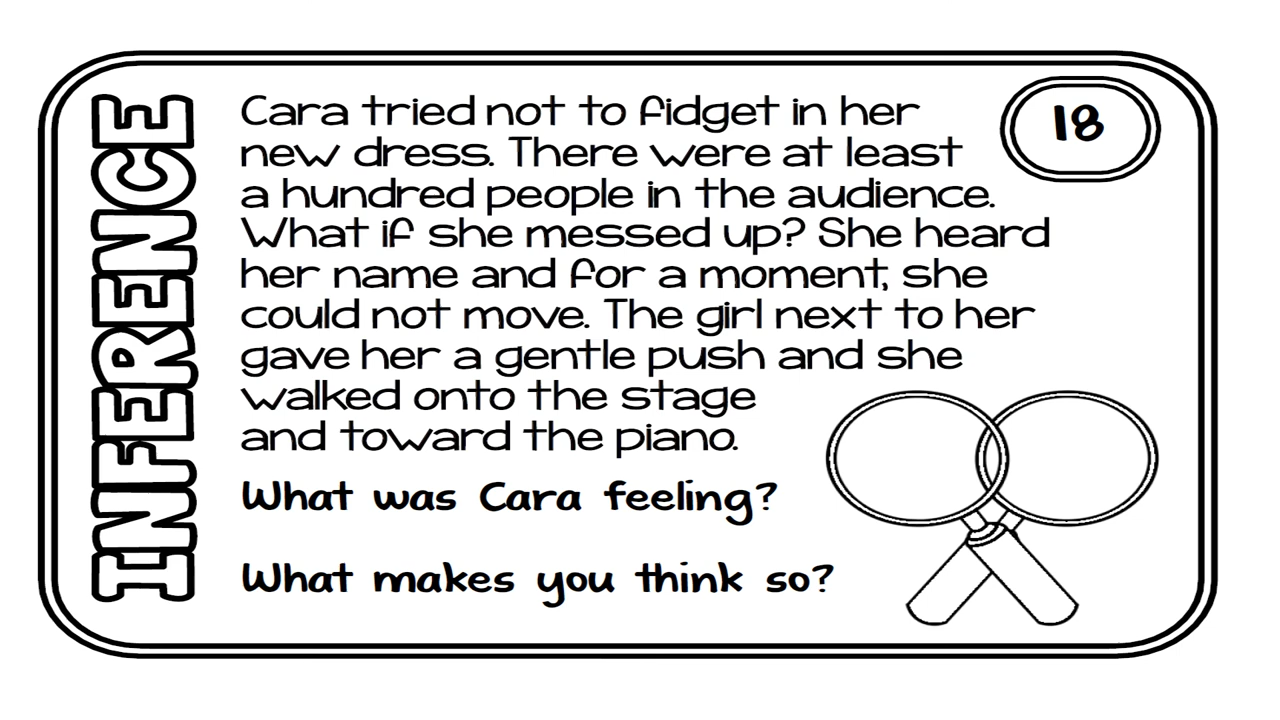 INFERENCE
18
Cara tried not to fidget in her
new dress. There were at least
a hundred people in the audience.
What if she messed up? She heard
her name and for a moment, she
could not move. The girl next to her
gave her a gentle push and she
walked onto the stage
and toward the piano.
What was Cara feeling?
What makes you think so?